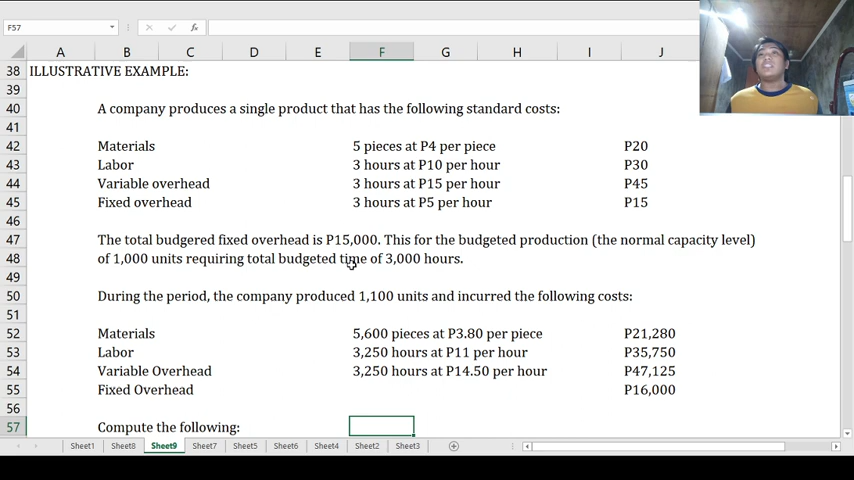 F57
fx
A B C D E F G H I J
38 ILLUSTRATIVE EXAMPLE:
39
40 A company produces a single product that has the following standard costs:
41
42 Materials 5 pieces at P4 per piece P20
43 Labor 3 hours at P10 per hour P30
44 Variable overhead 3 hours at P15 per hour P45
45 Fixed overhead 3 hours at P5 per hour P15
46
47 The total budgered fixed overhead is P15,000. This for the budgeted production (the normal capacity level)
48 of 1,000 units requiring total budgeted time of 3,000 hours.
49
50 During the period, the company produced 1,100 units and incurred the following costs:
51
52 Materials 5,600 pieces at P3.80 per piece P21,280
53 Labor 3,250 hours at P11 per hour P35,750
54 Variable Overhead 3,250 hours at P14.50 per hour P47,125
55 Fixed Overhead P16,000
56
57 Compute the following:
Sheet1 Sheet8 Sheet9 Sheet7 Sheet5 Sheet6 Sheet4 Sheet2 Sheet3